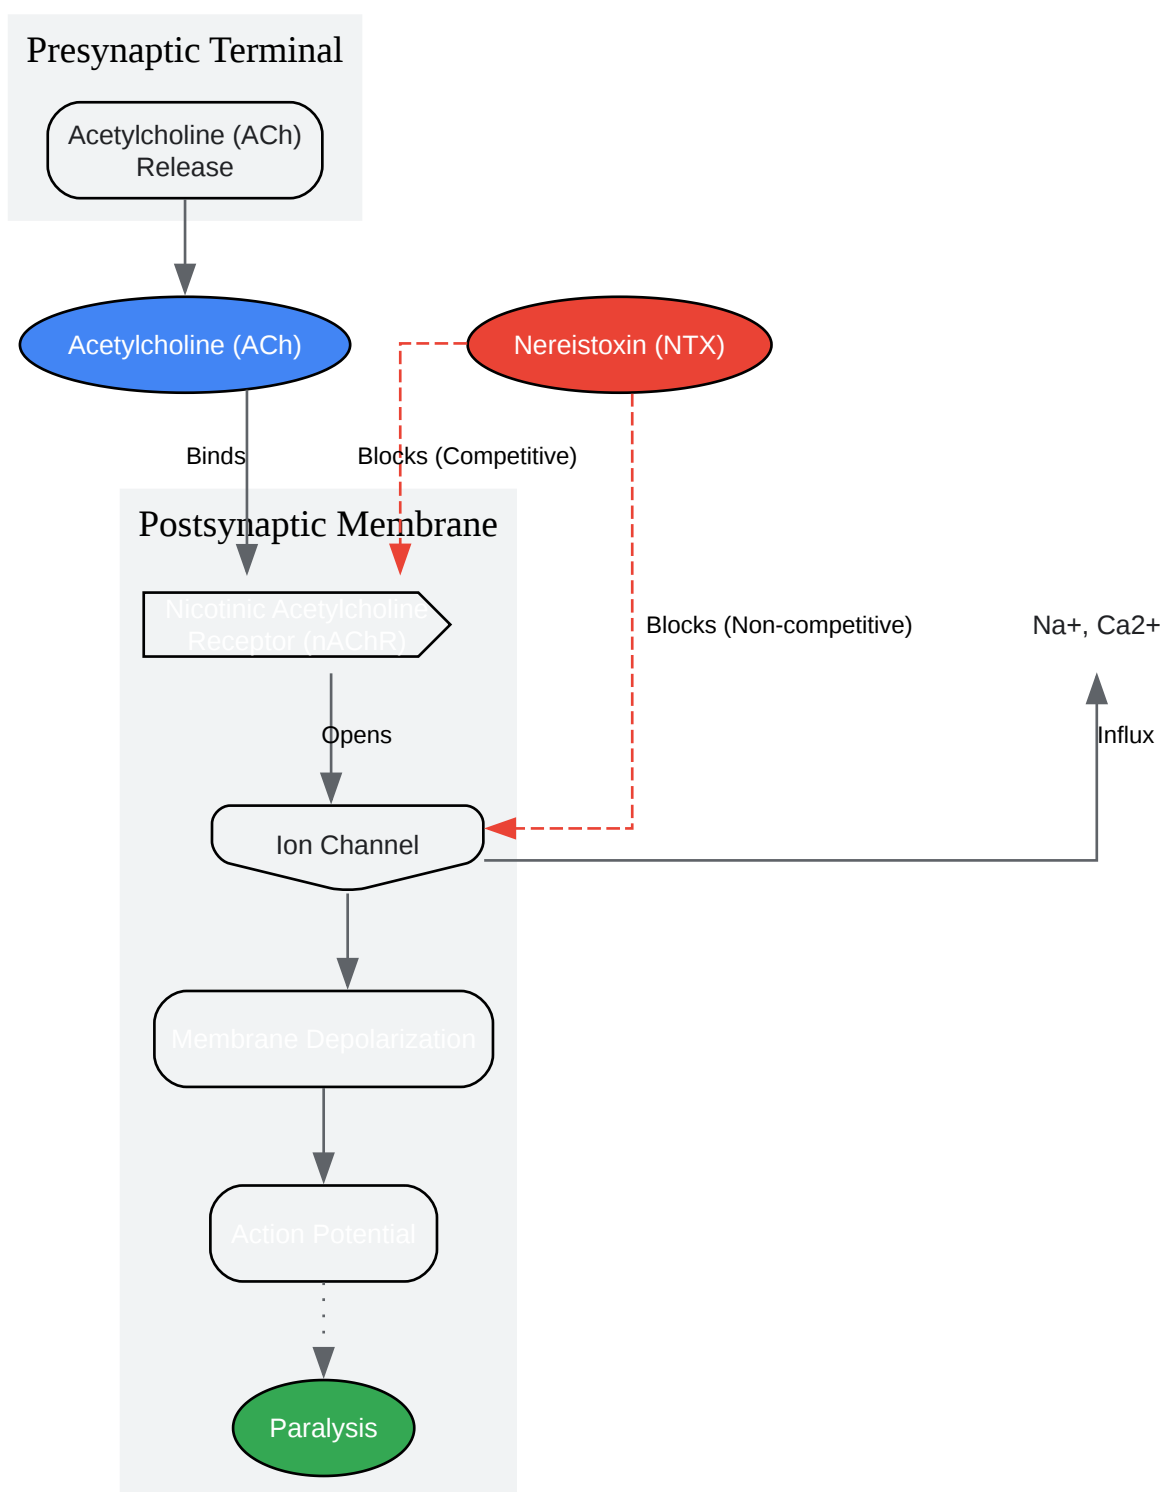 Presynaptic Terminal
Acetylcholine (ACh)
Release
Acetylcholine (ACh)
Nereistoxin (NTX)
Binds
Blocks (Competitive)
Postsynaptic Membrane
Nicotinic Acetylcholine
Receptor (nAChR)
Blocks (Non-competitive)
Na+, Ca2+
Opens
Influx
Ion Channel
Membrane Depolarization
Action Potential
Paralysis